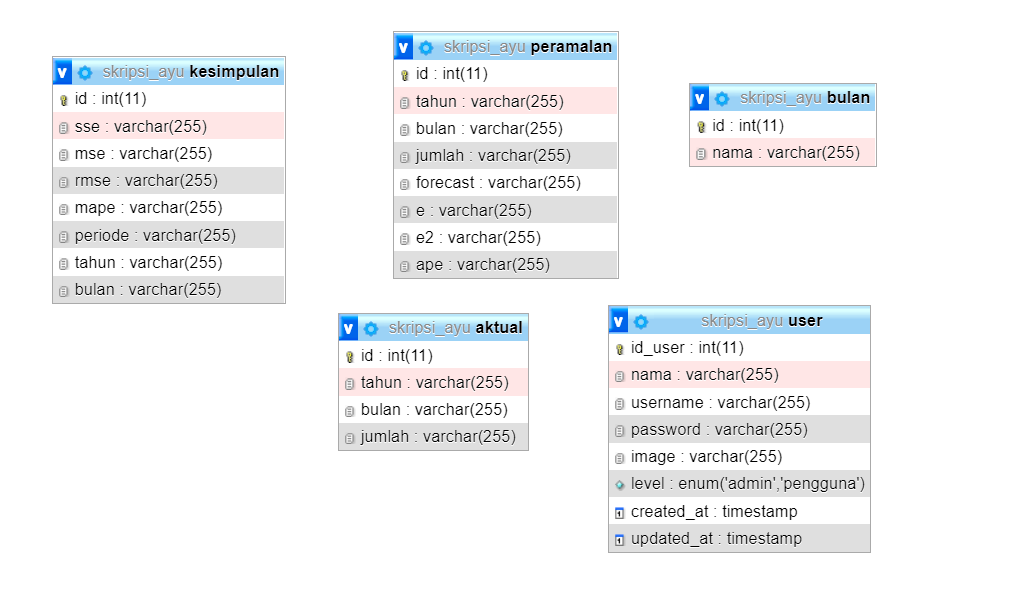 skripsi_ayu kesimpulan
id : int(11)
sse : varchar(255)
mse : varchar(255)
rmse : varchar(255)
mape : varchar(255)
periode : varchar(255)
tahun : varchar(255)
bulan : varchar(255)
skripsi_ayu peramalan
id : int(11)
tahun : varchar(255)
bulan : varchar(255)
jumlah : varchar(255)
forecast : varchar(255)
e : varchar(255)
e2 : varchar(255)
ape : varchar(255)
skripsi_ayu bulan
id : int(11)
nama : varchar(255)
skripsi_ayu aktual
id : int(11)
tahun : varchar(255)
bulan : varchar(255)
jumlah : varchar(255)
skripsi_ayu user
id_user : int(11)
nama : varchar(255)
username : varchar(255)
password : varchar(255)
image : varchar(255)
level : enum('admin','pengguna')
created_at : timestamp
updated_at : timestamp